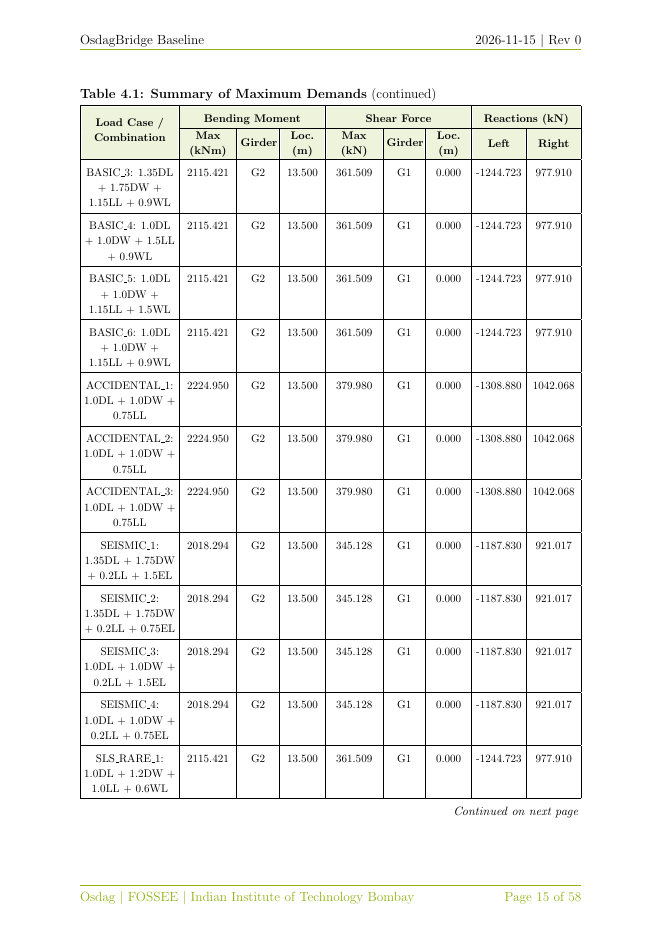 OsdagBridge Baseline 2026-11-15 | Rev 0
Table 4.1: Summary of Maximum Demands (continued)
Load Case / Combination Bending Moment Shear Force Reactions (kN)
Max (kNm) Girder Loc. (m) Max (kN) Girder Loc. (m) Left Right
BASIC_3: 1.35DL 2115.421 G2 13.500 361.509 G1 0.000 -1244.723 977.910
+ 1.75DW +
1.15LL + 0.9WL
BASIC_4: 1.0DL 2115.421 G2 13.500 361.509 G1 0.000 -1244.723 977.910
+ 1.0DW + 1.5LL
+ 0.9WL
BASIC_5: 1.0DL 2115.421 G2 13.500 361.509 G1 0.000 -1244.723 977.910
+ 1.0DW +
1.15LL + 1.5WL
BASIC_6: 1.0DL 2115.421 G2 13.500 361.509 G1 0.000 -1244.723 977.910
+ 1.0DW +
1.15LL + 0.9WL
ACCIDENTAL_1: 2224.950 G2 13.500 379.980 G1 0.000 -1308.880 1042.068
1.0DL + 1.0DW +
0.75LL
ACCIDENTAL_2: 2224.950 G2 13.500 379.980 G1 0.000 -1308.880 1042.068
1.0DL + 1.0DW +
0.75LL
ACCIDENTAL_3: 2224.950 G2 13.500 379.980 G1 0.000 -1308.880 1042.068
1.0DL + 1.0DW +
0.75LL
SEISMIC_1: 2018.294 G2 13.500 345.128 G1 0.000 -1187.830 921.017
1.35DL + 1.75DW
+ 0.2LL + 1.5EL
SEISMIC_2: 2018.294 G2 13.500 345.128 G1 0.000 -1187.830 921.017
1.35DL + 1.75DW
+ 0.2LL + 0.75EL
SEISMIC_3: 2018.294 G2 13.500 345.128 G1 0.000 -1187.830 921.017
1.0DL + 1.0DW +
0.2LL + 1.5EL
SEISMIC_4: 2018.294 G2 13.500 345.128 G1 0.000 -1187.830 921.017
1.0DL + 1.0DW +
0.2LL + 0.75EL
SLS_RARE_1: 2115.421 G2 13.500 361.509 G1 0.000 -1244.723 977.910
1.0DL + 1.2DW +
1.0LL + 0.6WL
Continued on next page
Osdag | FOSSEE | Indian Institute of Technology Bombay Page 15 of 58